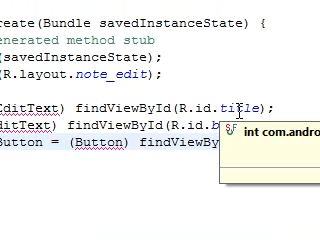 reate(Bundle savedInstanceState) {
enerated method stub
(savedInstanceState);
(R.layout.note_edit);
EditText) findViewById(R.id.title);
ditText) findViewById(R.id.b
Button = (Button) findViewBy
int com.andro